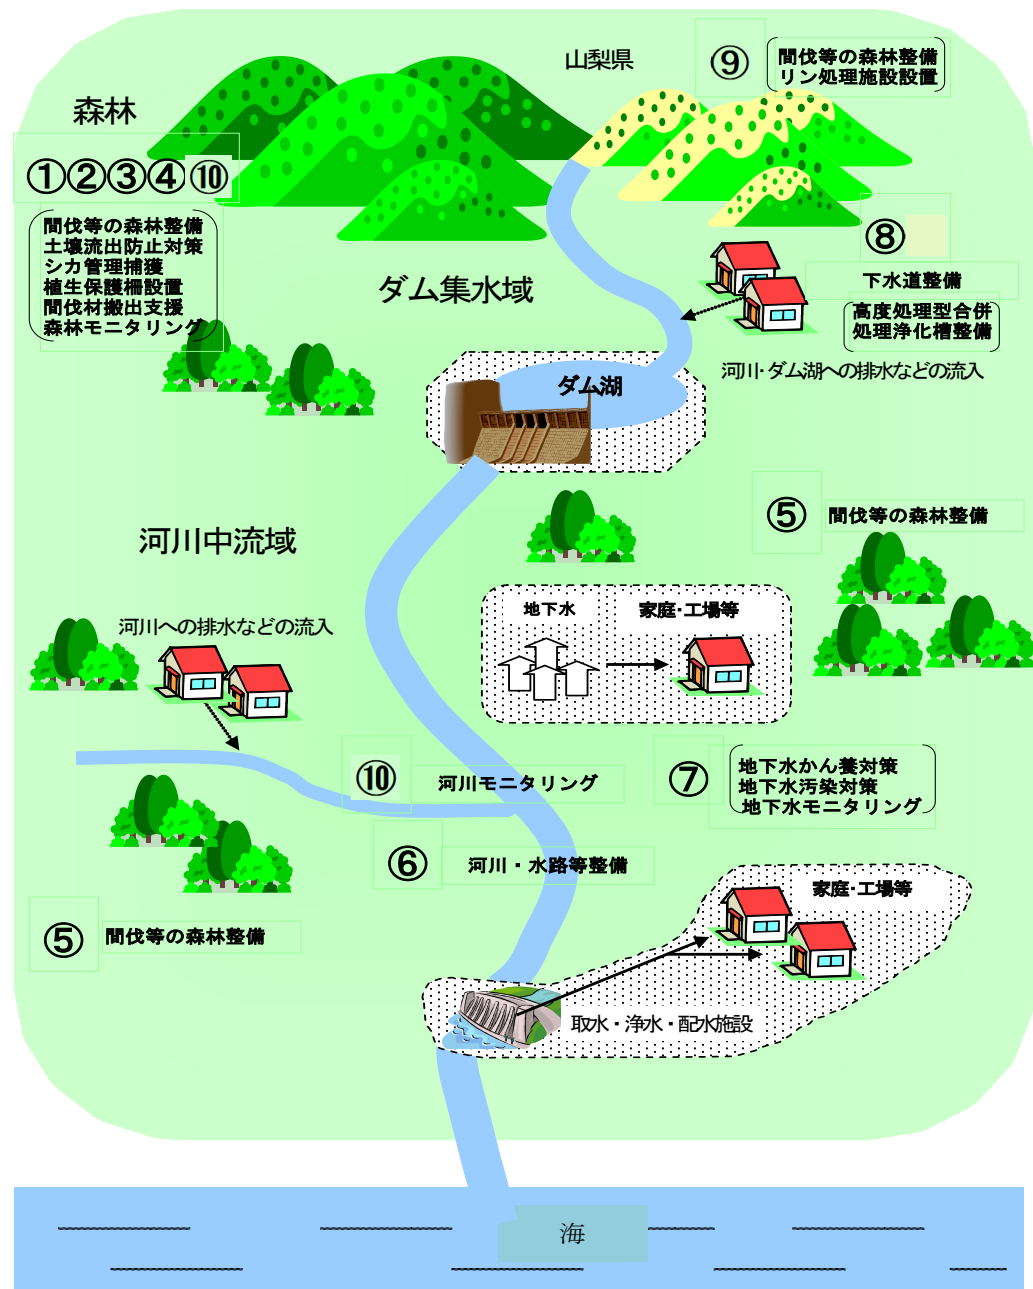 山梨県
⑨
間伐等の森林整備
リン処理施設設置
森林
①②③④⑩
間伐等の森林整備
土壌流出防止対策
シカ管理捕獲
植生保護柵設置
間伐材搬出支援
森林モニタリング
⑧
下水道整備
高度処理型合併
処理浄化槽整備
ダム集水域
河川・ダム湖への排水などの流入
ダム湖
⑤
間伐等の森林整備
河川中流域
地下水
家庭・工場等
河川への排水などの流入
⑩
河川モニタリング
⑦
地下水かん養対策
地下水汚染対策
地下水モニタリング
⑥
河川・水路等整備
家庭・工場等
⑤
間伐等の森林整備
取水・浄水・配水施設
海